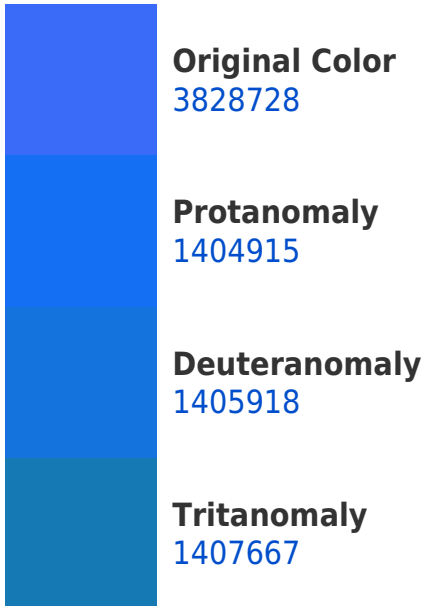 Original Color
3828728
Protanomaly
1404915
Deuteranomaly
1405918
Tritanomaly
1407667